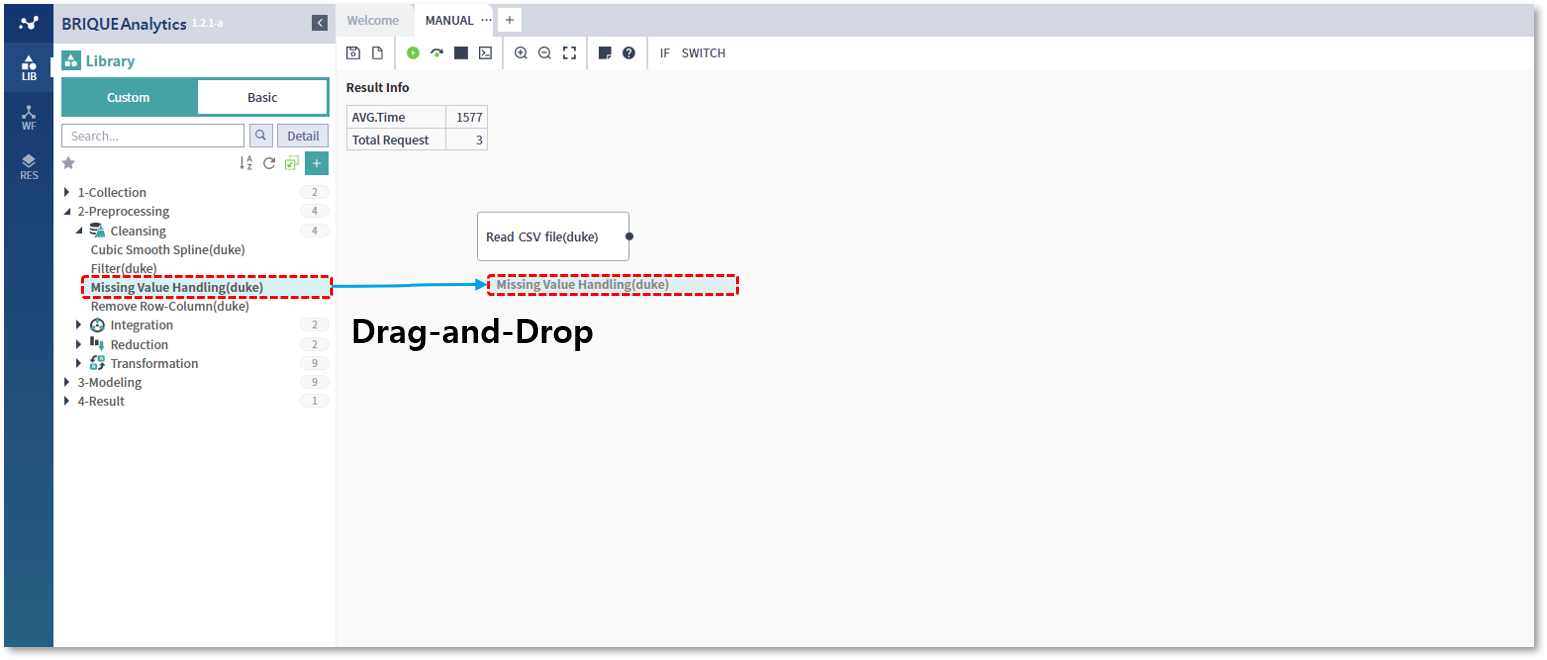 BRIQUE Analytics 1.2.1-a
LIB
WF
RES
Library
Custom Basic
Search... Detail
1-Collection 2
2-Preprocessing 4
Cleansing 4
Cubic Smooth Spline(duke)
Filter(duke)
Missing Value Handling(duke)
Remove Row-Column(duke)
Integration 2
Reduction 2
Transformation 9
3-Modeling 9
4-Result 1
Welcome MANUAL ... +
IF SWITCH
Result Info
AVG.Time 1577
Total Request 3
Read CSV file(duke)
Missing Value Handling(duke)
Drag-and-Drop